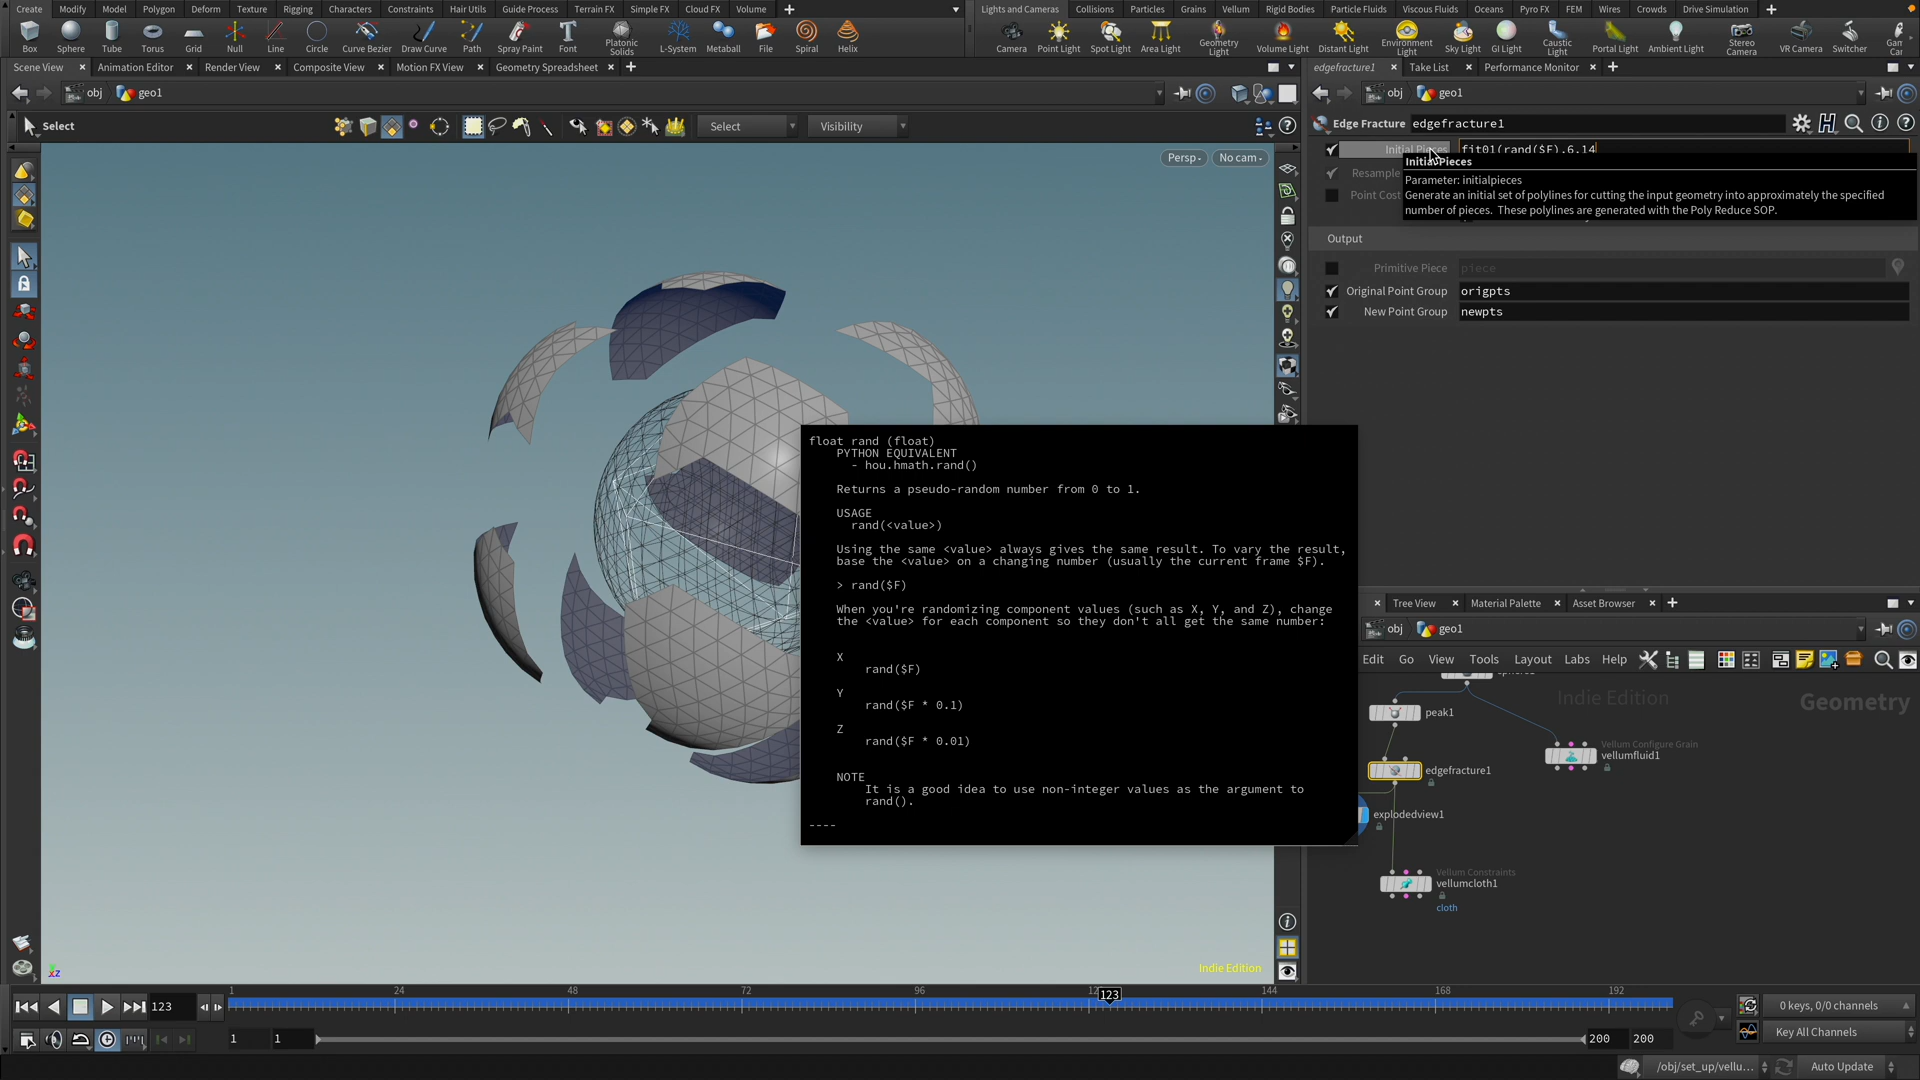 Create Modify Model Polygon Deform Texture Rigging Characters Constraints Hair Utils Guide Process Terrain FX Simple FX Cloud FX Volume
Lights and Cameras Collisions Particles Grains Vellum Rigid Bodies Particle Fluids Viscous Fluids Oceans Pyro FX FEM Wires Crowds Drive Simulation
Box Sphere Tube Torus Grid Null Line Circle Curve Bezier Draw Curve Path Spray Paint Font Platonic Solids L-System Metaball File Spiral Helix
Camera Point Light Spot Light Area Light Geometry Light Volume Light Distant Light Environment Light Sky Light GI Light Caustic Light Portal Light Ambient Light Stereo Camera VR Camera Switcher
Scene View Animation Editor Render View Composite View Motion FX View Geometry Spreadsheet
edgefracture1 Take List Performance Monitor
obj geo1
obj geo1
Select Select Visibility
Edge Fracture edgefracture1
Persp No cam
Initial Pieces fit01(rand($F),6,14
Initial Pieces
Resample
Parameter: initialpieces
Point Cost
Generate an initial set of polylines for cutting the input geometry into approximately the specified
number of pieces. These polylines are generated with the Poly Reduce SOP.
Output
Primitive Piece piece
Original Point Group origpts
New Point Group newpts
float rand (float)
PYTHON EQUIVALENT
- hou.hmath.rand()
Returns a pseudo-random number from 0 to 1.
USAGE
rand(<value>)
Using the same <value> always gives the same result. To vary the result,
base the <value> on a changing number (usually the current frame $F).
> rand($F)
When you're randomizing component values (such as X, Y, and Z), change
the <value> for each component so they don't all get the same number:
X
rand($F)
Y
rand($F * 0.1)
Z
rand($F * 0.01)
NOTE
It is a good idea to use non-integer values as the argument to
rand().
----
Tree View Material Palette Asset Browser
obj geo1
Edit Go View Tools Layout Labs Help
Indie Edition Geometry
peak1
Vellum Configure Grain
vellumfluid1
edgefracture1
explodedview1
Vellum Constraints
vellumcloth1
cloth
xz
Indie Edition
123
1 24 48 72 96 123 144 168 192
0 keys, 0/0 channels
1 1 200 200
Key All Channels
/obj/set_up/vellu... Auto Update